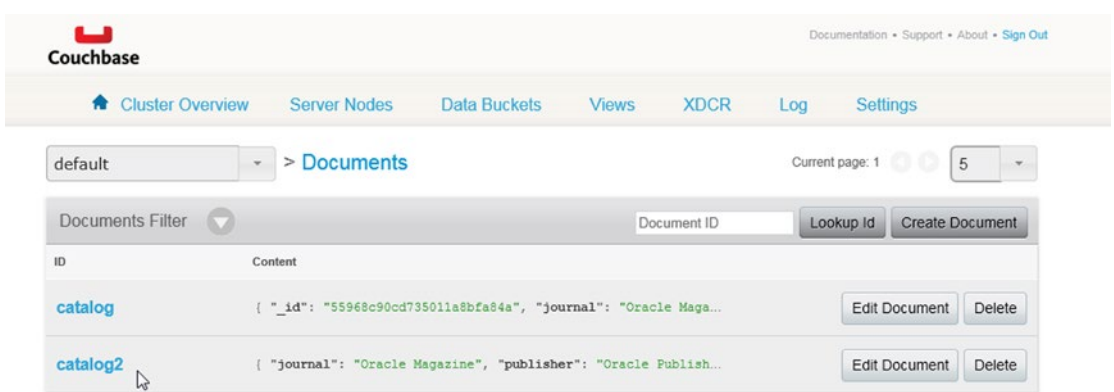 Couchbase
Documentation • Support • About • Sign Out
Cluster Overview Server Nodes Data Buckets Views XDCR Log Settings
default > Documents Current page: 1 5
Documents Filter Document ID Lookup Id Create Document
ID Content
catalog { "_id": "55968c90cd735011a8bfa84a", "journal": "Oracle Maga... Edit Document Delete
catalog2 { "journal": "Oracle Magazine", "publisher": "Oracle Publish... Edit Document Delete